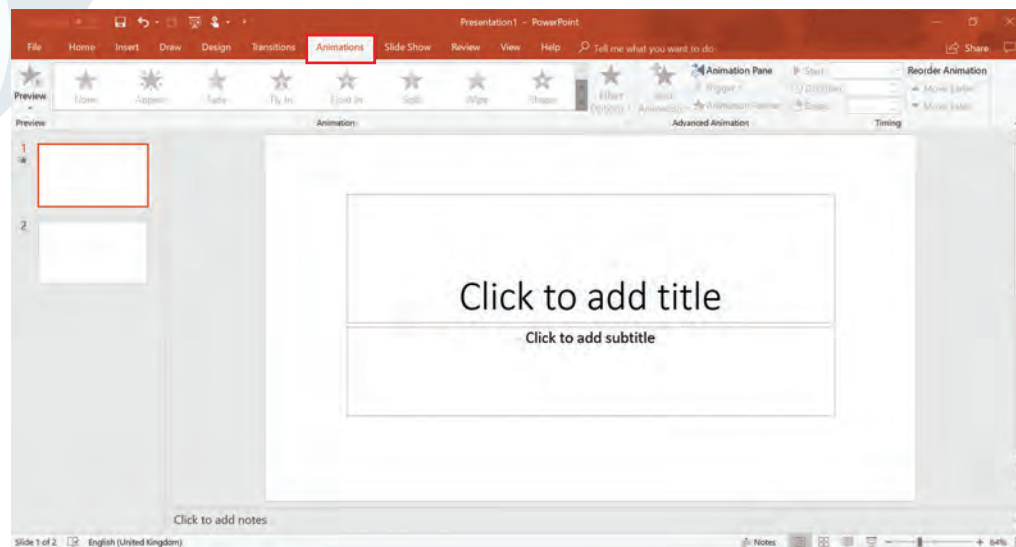 Presentation1 - PowerPoint
File Home Insert Draw Design Transitions Animations Slide Show Review View Help Tell me what you want to do Share
Preview None Appear Fade Fly In Float In Split Wipe Shape Effect Options Add Animation Animation Pane Trigger Animation Painter Start Duration Delay Reorder Animation Move Earlier Move Later
Preview Animation Advanced Animation Timing
1
2
Click to add title
Click to add subtitle
Click to add notes
Slide 1 of 2 English (United Kingdom) Notes 64%